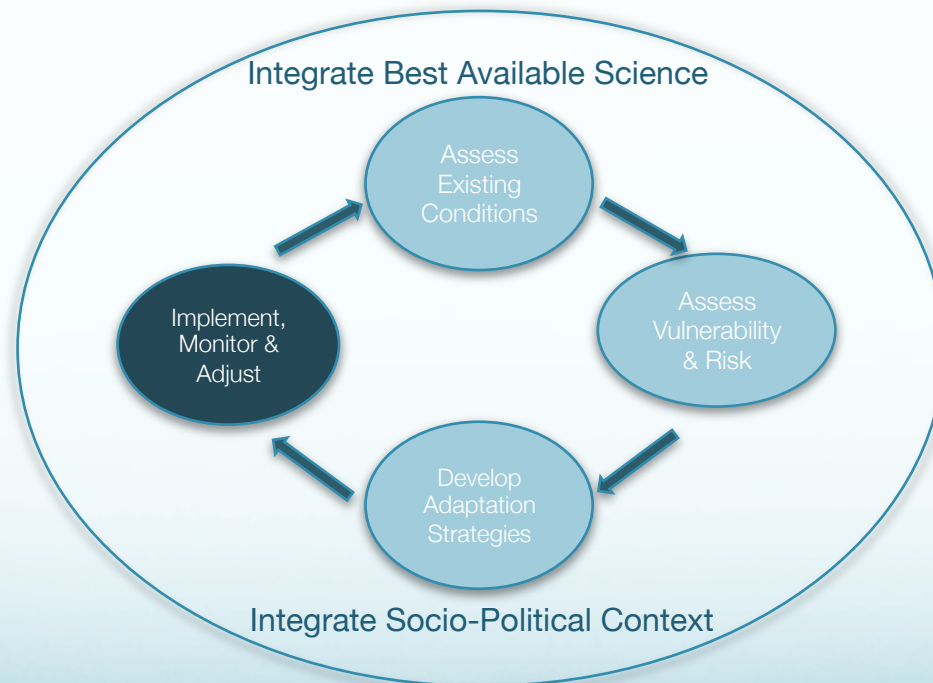 Integrate Best Available Science
Assess
Existing
Conditions
Implement,
Monitor &
Adjust
Assess
Vulnerability
& Risk
Develop
Adaptation
Strategies
Integrate Socio-Political Context